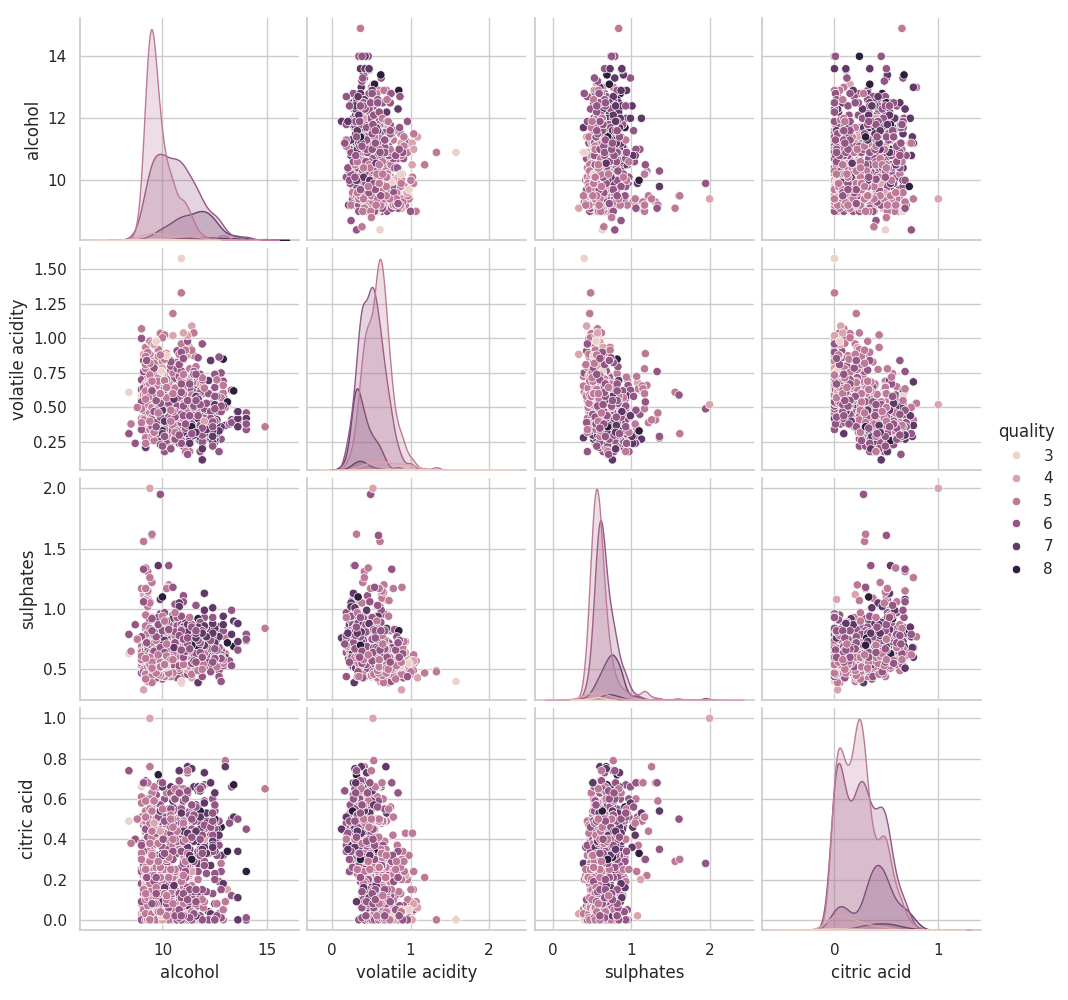 alcohol
14
12
10
volatile acidity
1.50
1.25
1.00
0.75
0.50
0.25
sulphates
2.0
1.5
1.0
0.5
citric acid
1.0
0.8
0.6
0.4
0.2
0.0
10 15
0 1 2
0 1 2
0 1
alcohol
volatile acidity
sulphates
citric acid
quality
3
4
5
6
7
8